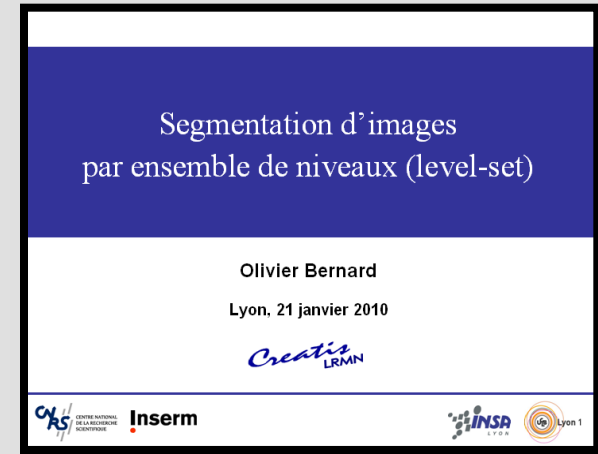 Segmentation d'images
par ensemble de niveaux (level-set)
Olivier Bernard
Lyon, 21 janvier 2010
Creatis
LRMN
CNRS
CENTRE NATIONAL
DE LA RECHERCHE
SCIENTIFIQUE
Inserm
INSA
LYON
Lyon 1